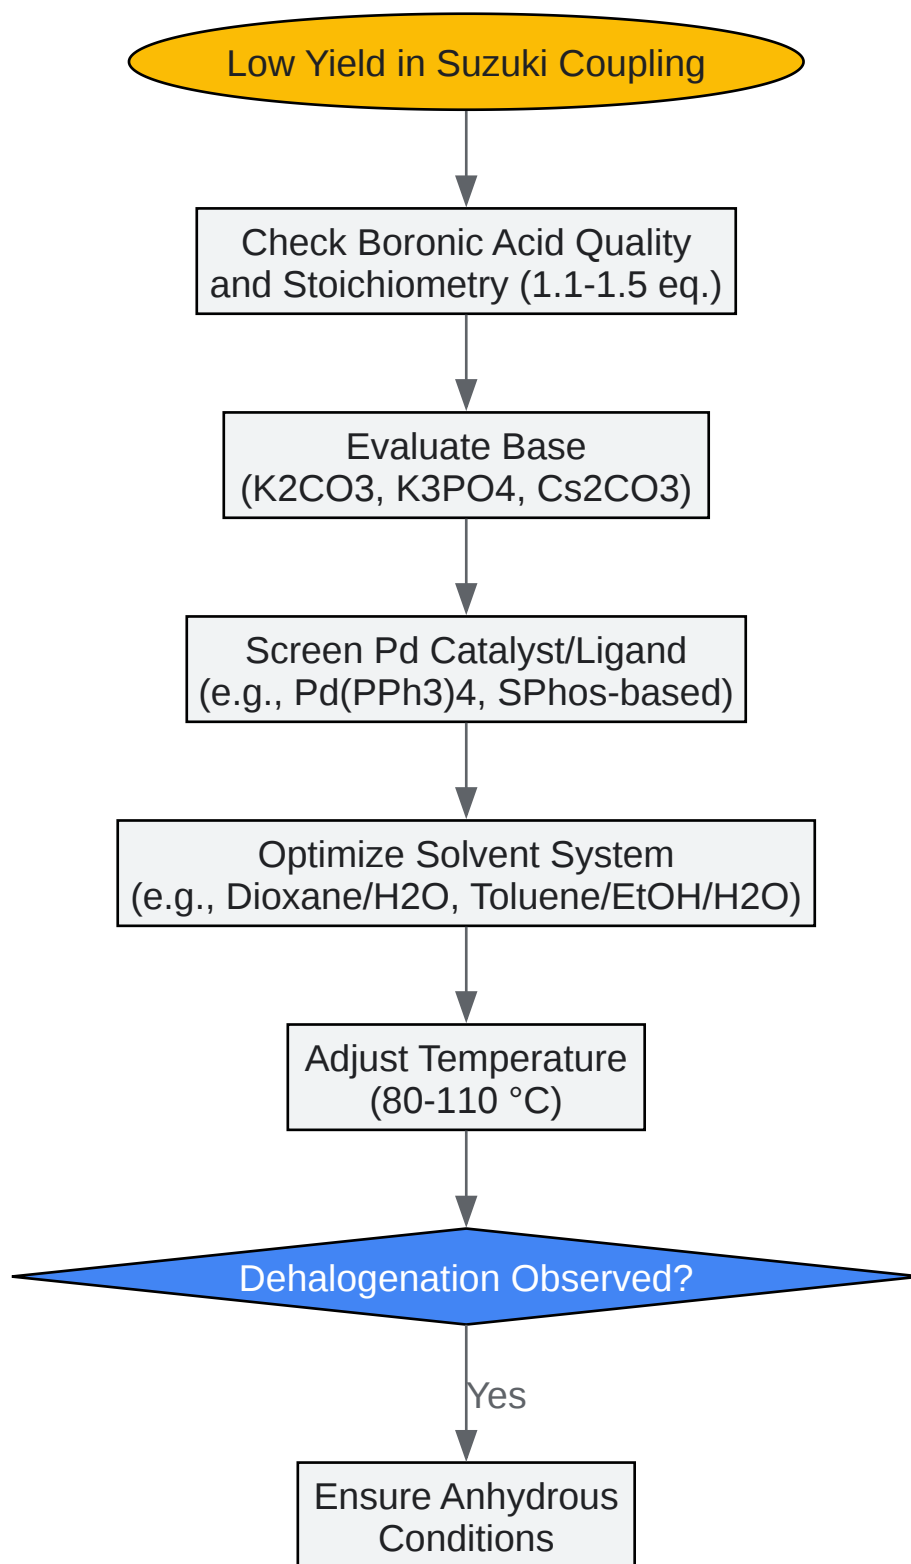 Low Yield in Suzuki Coupling
Check Boronic Acid Quality
and Stoichiometry (1.1-1.5 eq.)
Evaluate Base
(K2CO3, K3PO4, Cs2CO3)
Screen Pd Catalyst/Ligand
(e.g., Pd(PPh3)4, SPhos-based)
Optimize Solvent System
(e.g., Dioxane/H2O, Toluene/EtOH/H2O)
Adjust Temperature
(80-110 °C)
Dehalogenation Observed?
Yes
Ensure Anhydrous
Conditions